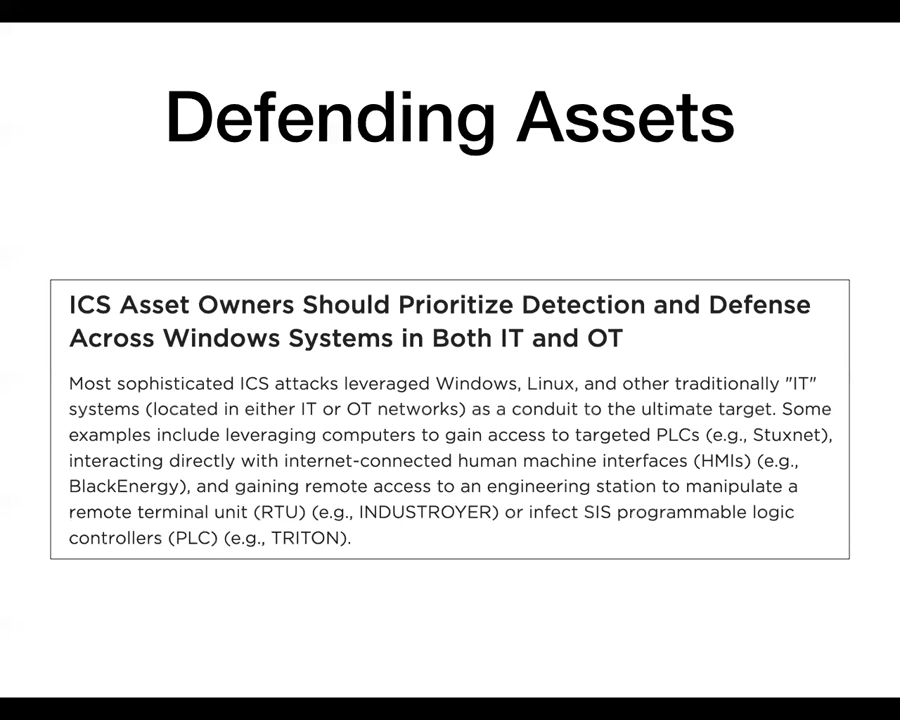 Defending Assets
ICS Asset Owners Should Prioritize Detection and Defense
Across Windows Systems in Both IT and OT
Most sophisticated ICS attacks leveraged Windows, Linux, and other traditionally "IT"
systems (located in either IT or OT networks) as a conduit to the ultimate target. Some
examples include leveraging computers to gain access to targeted PLCs (e.g., Stuxnet),
interacting directly with internet-connected human machine interfaces (HMIs) (e.g.,
BlackEnergy), and gaining remote access to an engineering station to manipulate a
remote terminal unit (RTU) (e.g., INDUSTROYER) or infect SIS programmable logic
controllers (PLC) (e.g., TRITON).